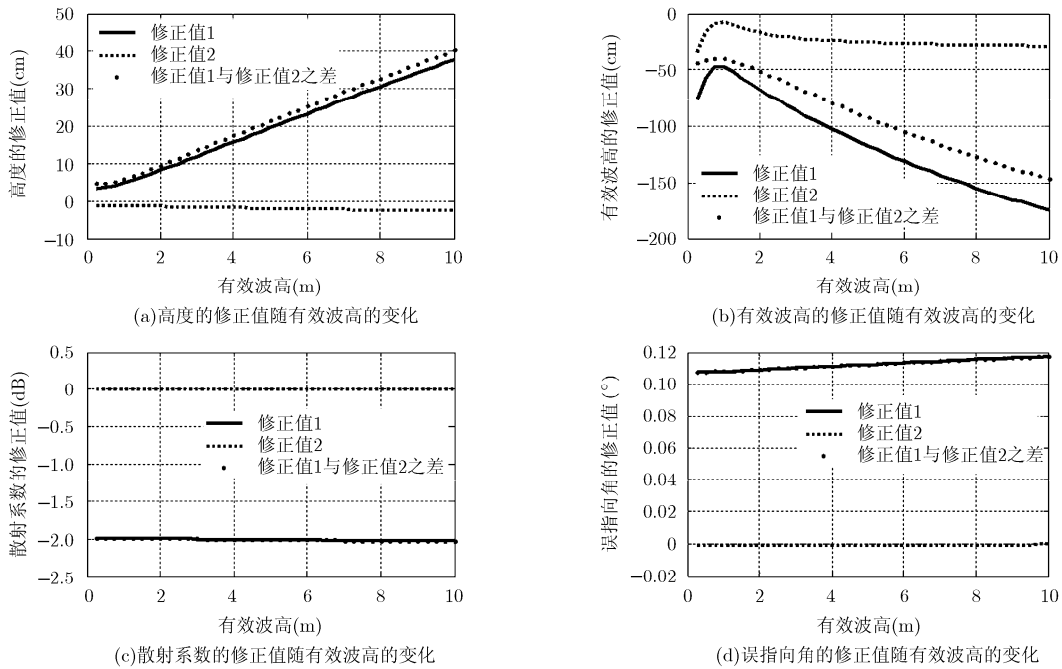 高度的修正值(cm)
50
40
30
20
10
0
−10
修正值1
修正值2
修正值1与修正值2之差
0 2 4 6 8 10
有效波高(m)
(a)高度的修正值随有效波高的变化
有效波高的修正值(cm)
0
−50
−100
−150
−200
修正值1
修正值2
修正值1与修正值2之差
0 2 4 6 8 10
有效波高(m)
(b)有效波高的修正值随有效波高的变化
散射系数的修正值(dB)
0.5
0
−0.5
−1.0
−1.5
−2.0
−2.5
修正值1
修正值2
修正值1与修正值2之差
0 2 4 6 8 10
有效波高(m)
(c)散射系数的修正值随有效波高的变化
误指向角的修正值(°)
0.12
0.10
0.08
0.06
0.04
0.02
0
−0.02
修正值1
修正值2
修正值1与修正值2之差
0 2 4 6 8 10
有效波高(m)
(d)误指向角的修正值随有效波高的变化